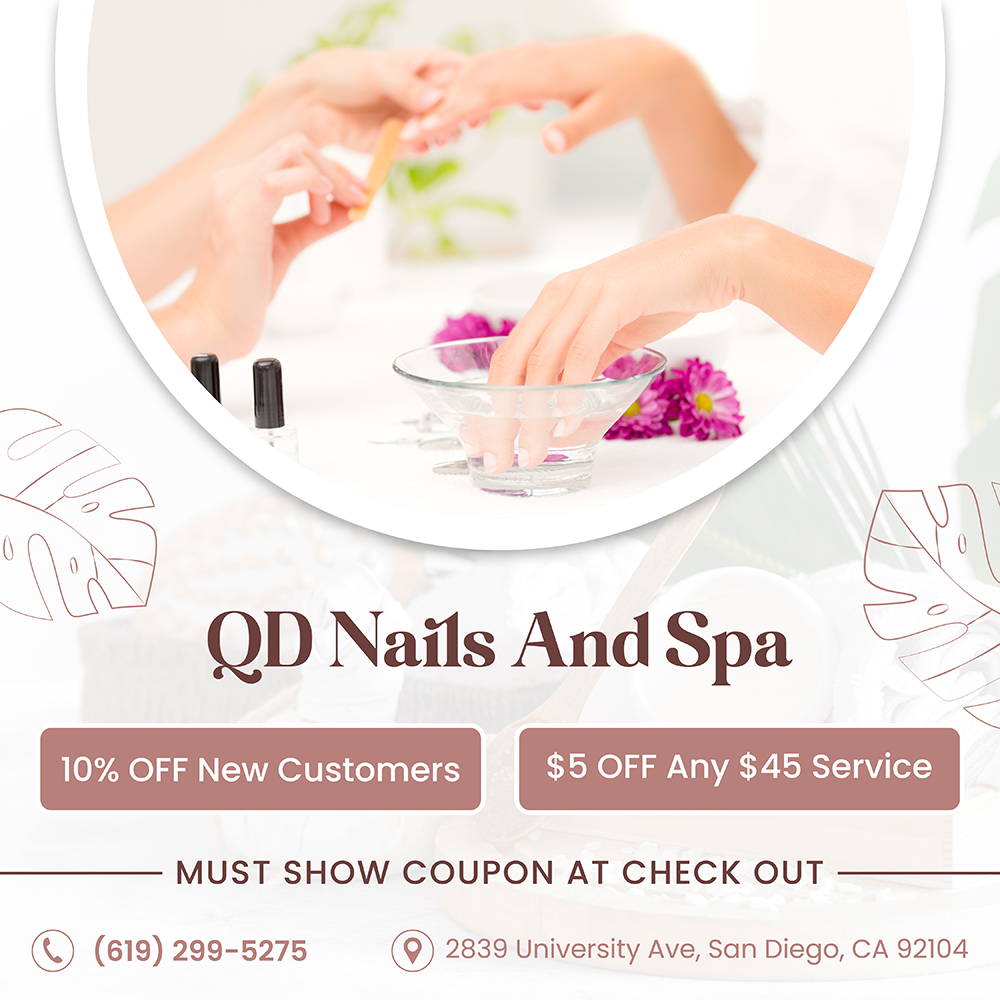 QD Nails And Spa
10% OFF New Customers
$5 OFF Any $45 Service
MUST SHOW COUPON AT CHECK OUT
(619) 299-5275
2839 University Ave, San Diego, CA 92104